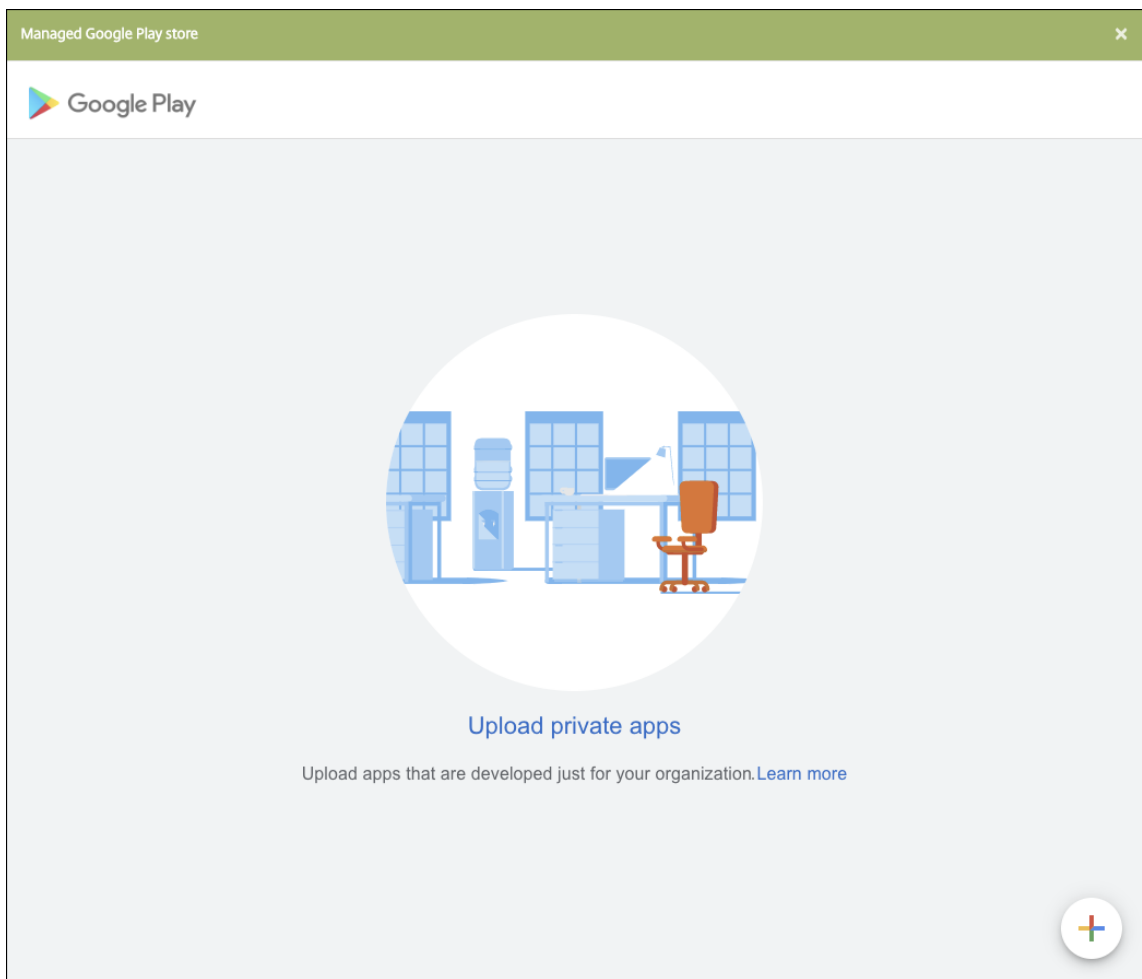 Managed Google Play store
Google Play
Upload private apps
Upload apps that are developed just for your organization. Learn more